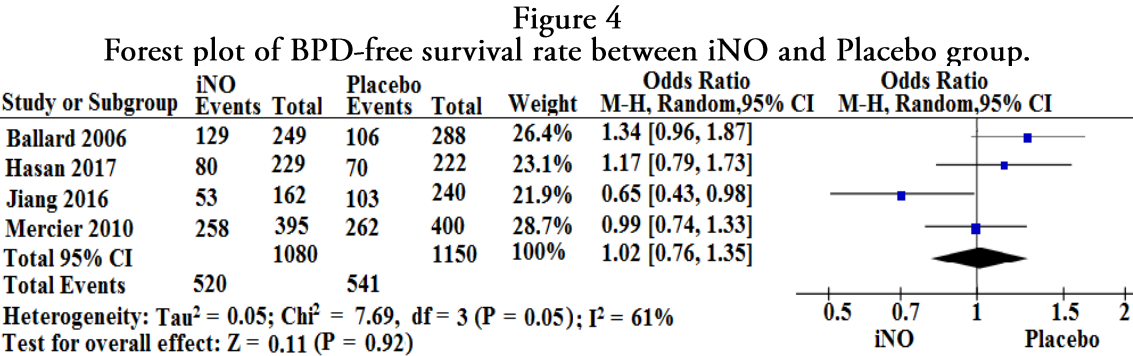 Figure 4
Forest plot of BPD-free survival rate between iNO and Placebo group.
iNO Placebo Odds Ratio Odds Ratio
Study or Subgroup Events Total Events Total Weight M-H, Random,95% CI M-H, Random,95% CI
Ballard 2006 129 249 106 288 26.4% 1.34 [0.96, 1.87]
Hasan 2017 80 229 70 222 23.1% 1.17 [0.79, 1.73]
Jiang 2016 53 162 103 240 21.9% 0.65 [0.43, 0.98]
Mercier 2010 258 395 262 400 28.7% 0.99 [0.74, 1.33]
Total 95% CI 1080 1150 100% 1.02 [0.76, 1.35]
Total Events 520 541
Heterogeneity: Tau² = 0.05; Chi² = 7.69, df = 3 (P = 0.05); I² = 61%
Test for overall effect: Z = 0.11 (P = 0.92)
0.5 0.7 1 1.5 2
iNO Placebo